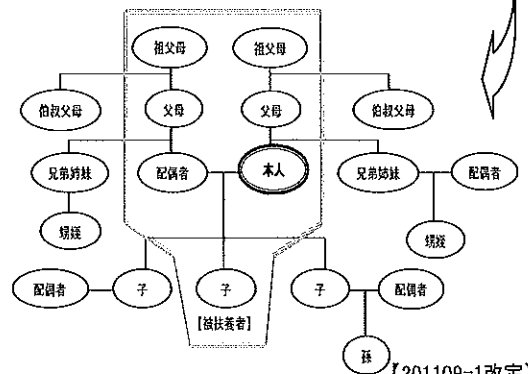 祖父母 祖父母
伯叔父母 父母 父母 伯叔父母
兄弟姉妹 配偶者 本人 兄弟姉妹 配偶者
甥姪 甥姪
配偶者 子 子 子 配偶者
【被扶養者】
孫
【201109-1改定】